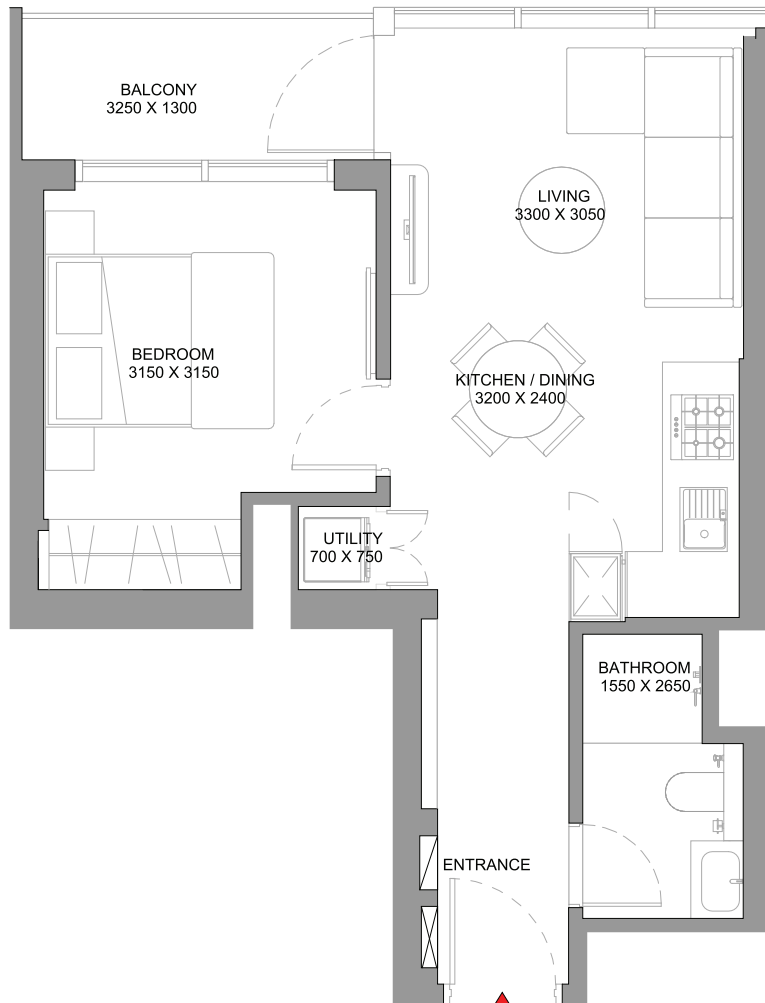 BALCONY
3250 X 1300
LIVING
3300 X 3050
BEDROOM
3150 X 3150
KITCHEN / DINING
3200 X 2400
UTILITY
700 X 750
BATHROOM
1550 X 2650
ENTRANCE